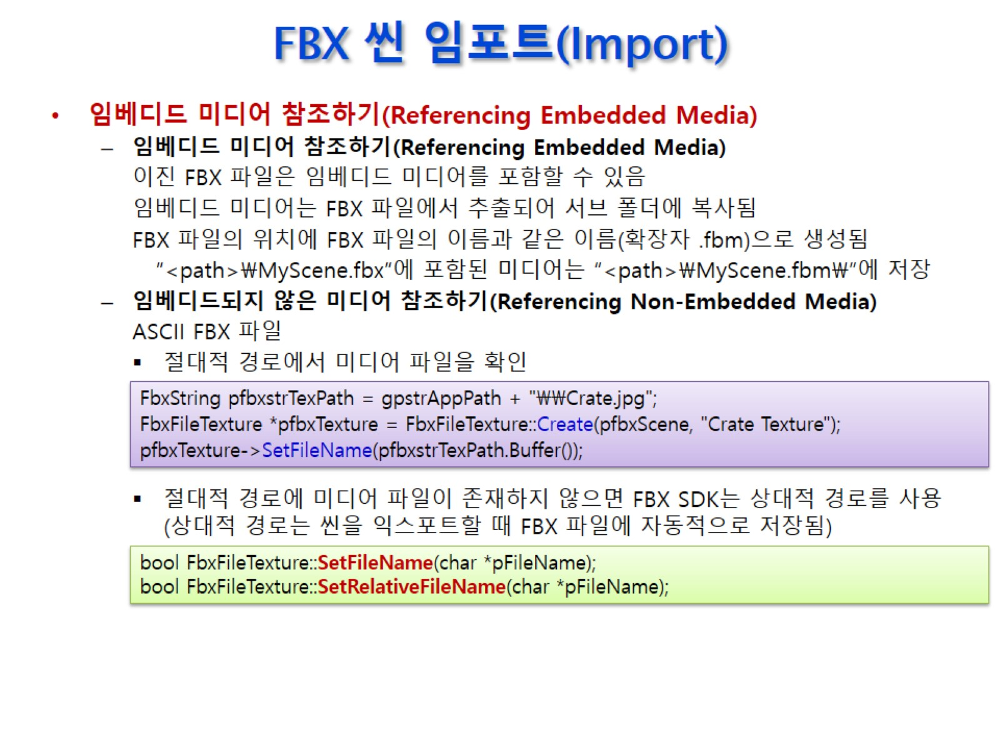 FBX 씬 임포트(Import)
• 임베디드 미디어 참조하기(Referencing Embedded Media)
– 임베디드 미디어 참조하기(Referencing Embedded Media)
이진 FBX 파일은 임베디드 미디어를 포함할 수 있음
임베디드 미디어는 FBX 파일에서 추출되어 서브 폴더에 복사됨
FBX 파일의 위치에 FBX 파일의 이름과 같은 이름(확장자 .fbm)으로 생성됨
“<path>₩MyScene.fbx”에 포함된 미디어는 “<path>₩MyScene.fbm₩”에 저장
– 임베디드되지 않은 미디어 참조하기(Referencing Non-Embedded Media)
ASCII FBX 파일
▪ 절대적 경로에서 미디어 파일을 확인
FbxString pfbxstrTexPath = gpstrAppPath + "₩₩Crate.jpg";
FbxFileTexture *pfbxTexture = FbxFileTexture::Create(pfbxScene, "Crate Texture");
pfbxTexture->SetFileName(pfbxstrTexPath.Buffer());
▪ 절대적 경로에 미디어 파일이 존재하지 않으면 FBX SDK는 상대적 경로를 사용
(상대적 경로는 씬을 익스포트할 때 FBX 파일에 자동적으로 저장됨)
bool FbxFileTexture::SetFileName(char *pFileName);
bool FbxFileTexture::SetRelativeFileName(char *pFileName);